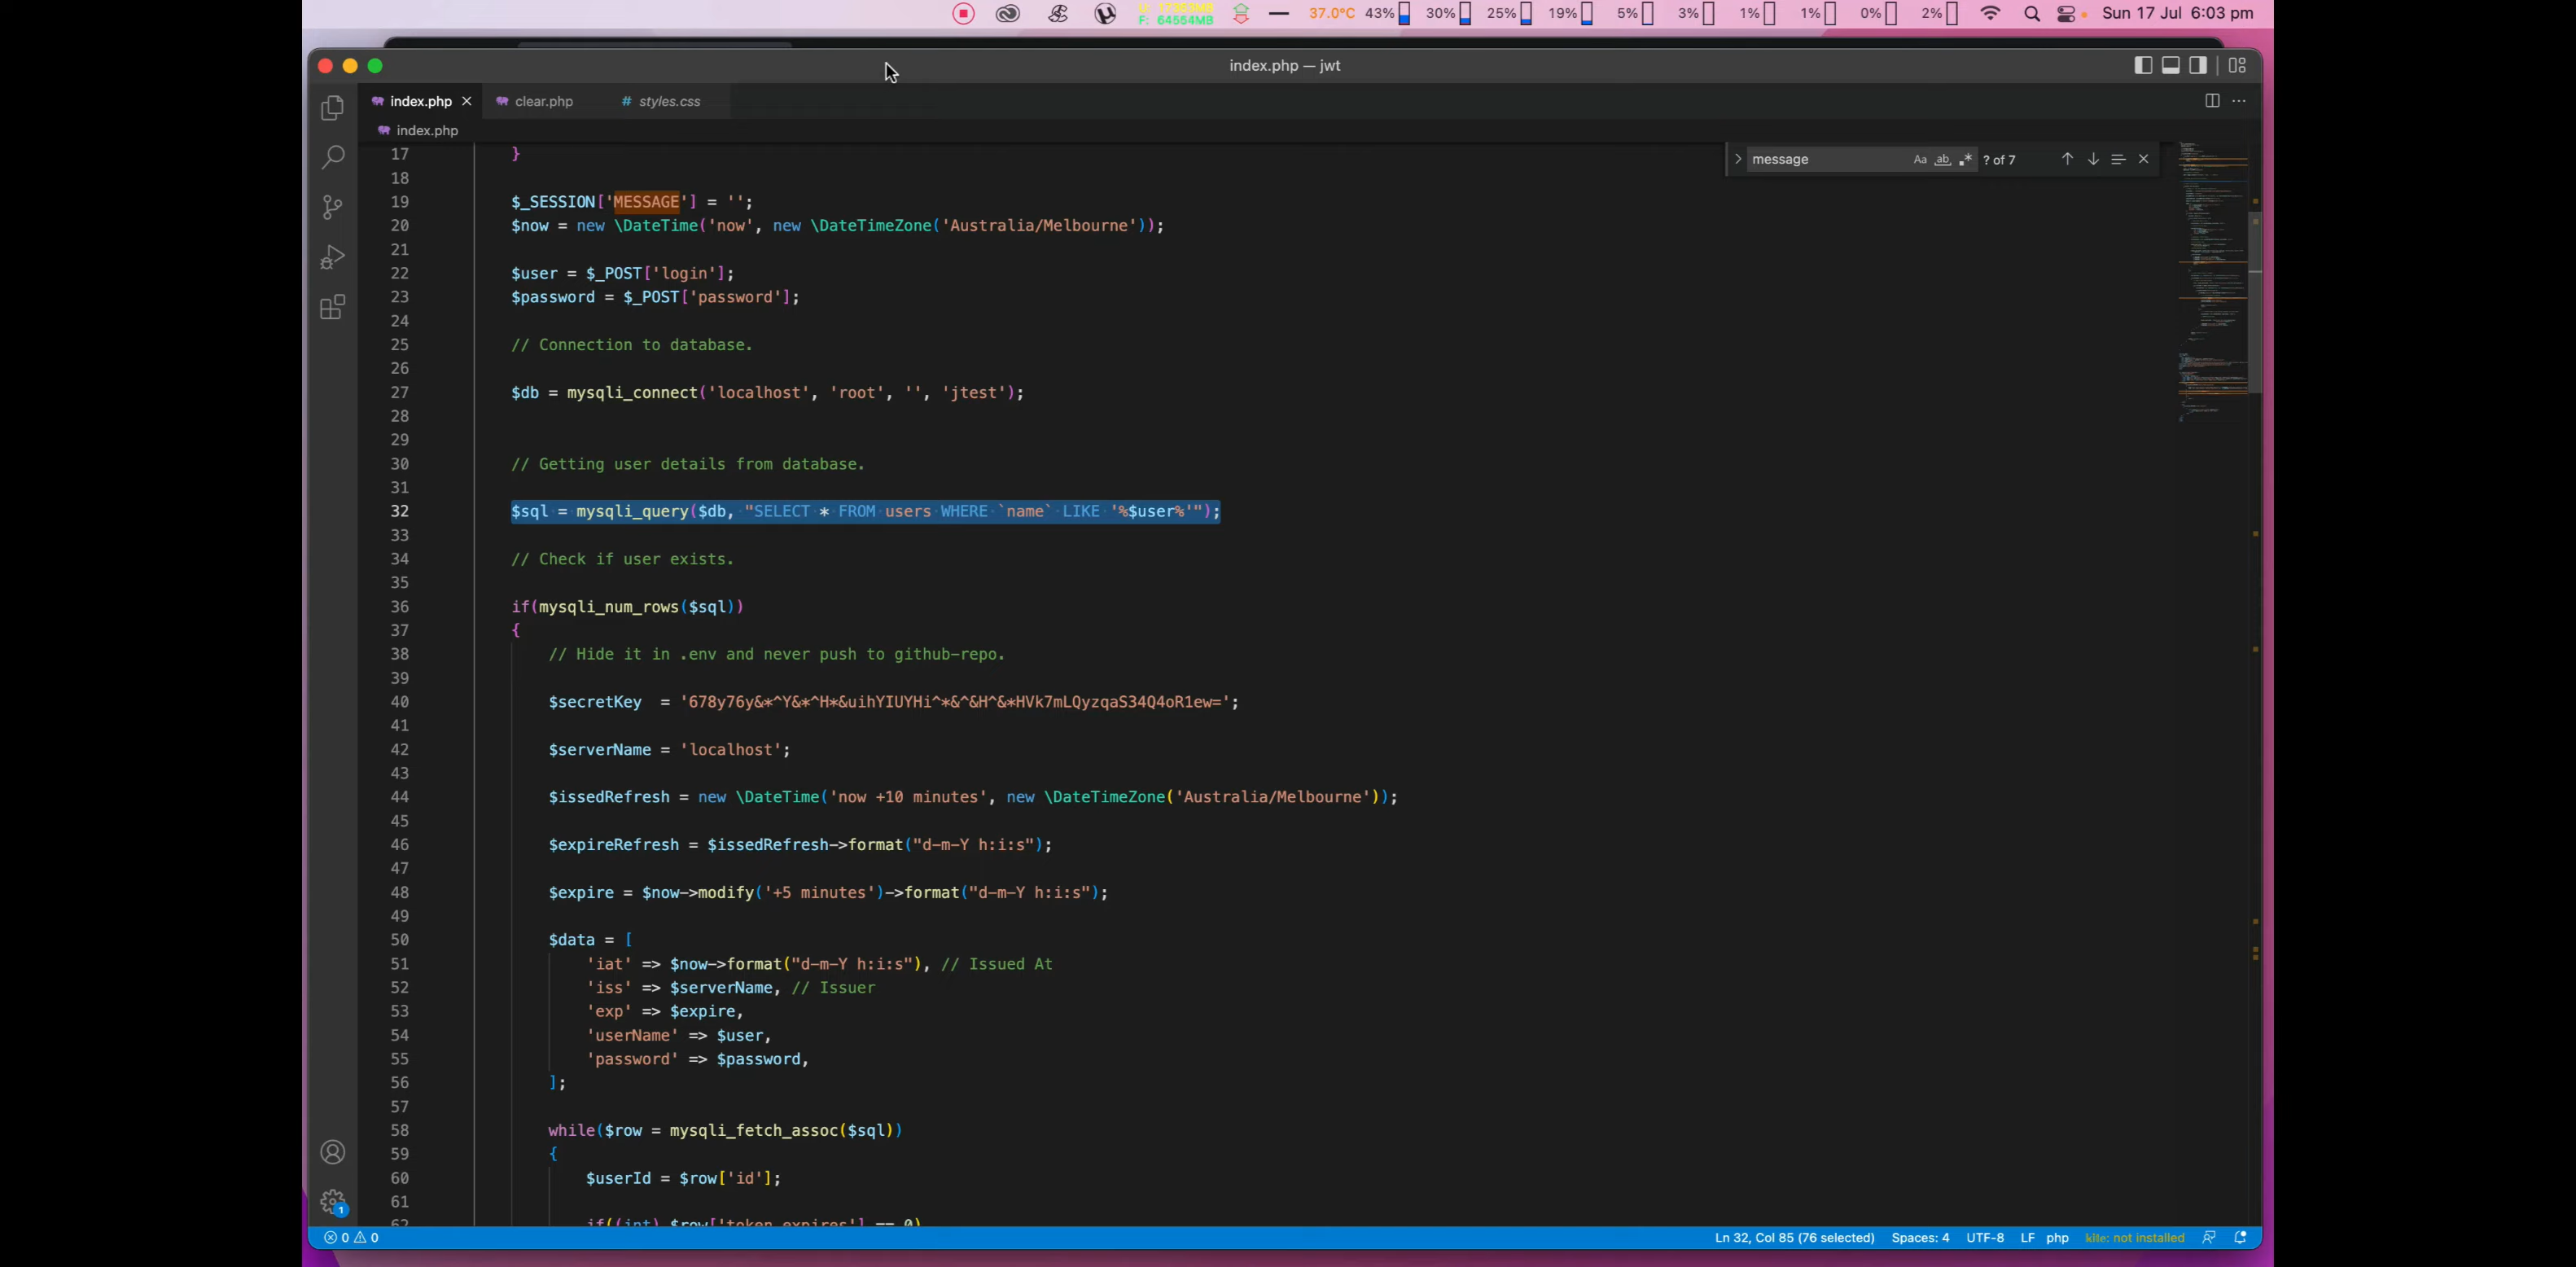 U: 17353MB
F: 64554MB
37.0°C 43% 30% 25% 19% 5% 3% 1% 1% 0% 2% Sun 17 Jul 6:03 pm
index.php — jwt
index.php clear.php # styles.css
index.php
message Aa ab ? of 7
17 }
18
19 $_SESSION['MESSAGE'] = '';
20 $now = new \DateTime('now', new \DateTimeZone('Australia/Melbourne'));
21
22 $user = $_POST['login'];
23 $password = $_POST['password'];
24
25 // Connection to database.
26
27 $db = mysqli_connect('localhost', 'root', '', 'jtest');
28
29
30 // Getting user details from database.
31
32 $sql = mysqli_query($db, "SELECT * FROM users WHERE `name` LIKE '%$user%'");
33
34 // Check if user exists.
35
36 if(mysqli_num_rows($sql))
37 {
38 // Hide it in .env and never push to github-repo.
39
40 $secretKey  = '678y76y&*^Y&*^H*&uihYIUYHi^*&^&H^&*HVk7mLQyzqaS34Q4oR1ew=';
41
42 $serverName = 'localhost';
43
44 $issedRefresh = new \DateTime('now +10 minutes', new \DateTimeZone('Australia/Melbourne'));
45
46 $expireRefresh = $issedRefresh->format("d-m-Y h:i:s");
47
48 $expire = $now->modify('+5 minutes')->format("d-m-Y h:i:s");
49
50 $data = [
51 'iat' => $now->format("d-m-Y h:i:s"), // Issued At
52 'iss' => $serverName, // Issuer
53 'exp' => $expire,
54 'userName' => $user,
55 'password' => $password,
56 ];
57
58 while($row = mysqli_fetch_assoc($sql))
59 {
60 $userId = $row['id'];
61
62 if((int) $row['token_expires'] == 0)
1
0 0 Ln 32, Col 85 (76 selected) Spaces: 4 UTF-8 LF php kite: not installed